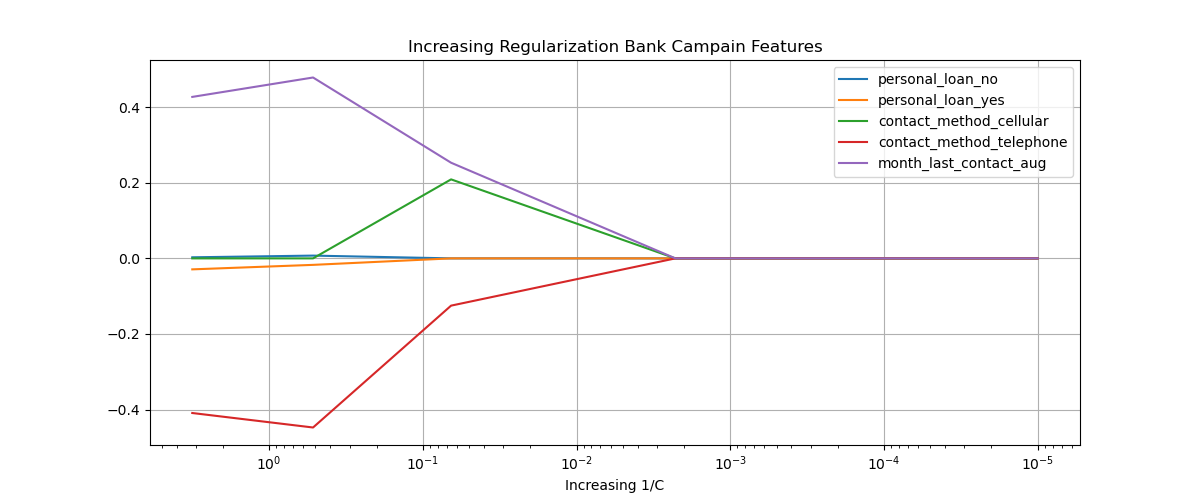 Increasing Regularization Bank Campain Features
personal_loan_no
personal_loan_yes
contact_method_cellular
contact_method_telephone
month_last_contact_aug
0.4
0.2
0.0
−0.2
−0.4
10⁰
10⁻¹
10⁻²
10⁻³
10⁻⁴
10⁻⁵
Increasing 1/C